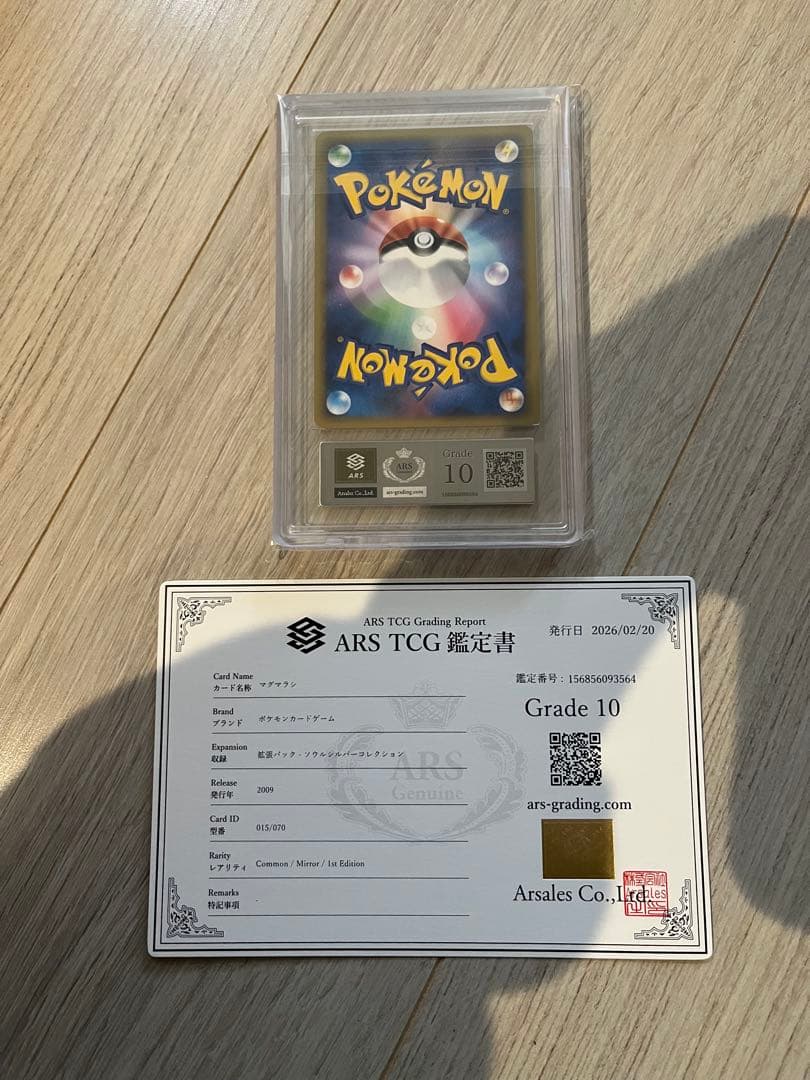 POKéMON
POKéMON
ARS
Arsales Co.,Ltd.
ARS
Genuine
ars-grading.com
Grade
10
ARS TCG Grading Report
ARS TCG 鑑定書
発行日 2026/02/20
Card Name
カード名称 マグマラシ
鑑定番号 : 156856093564
Brand
ブランド ポケモンカードゲーム
Grade 10
Expansion
収録 拡張パック - ソウルシルバーコレクション
ARS
Genuine
Release
発行年 2009
ars-grading.com
Card ID
型番 015/070
Rarity
レアリティ Common / Mirror / 1st Edition
Remarks
特記事項 -
Arsales Co.,Ltd.